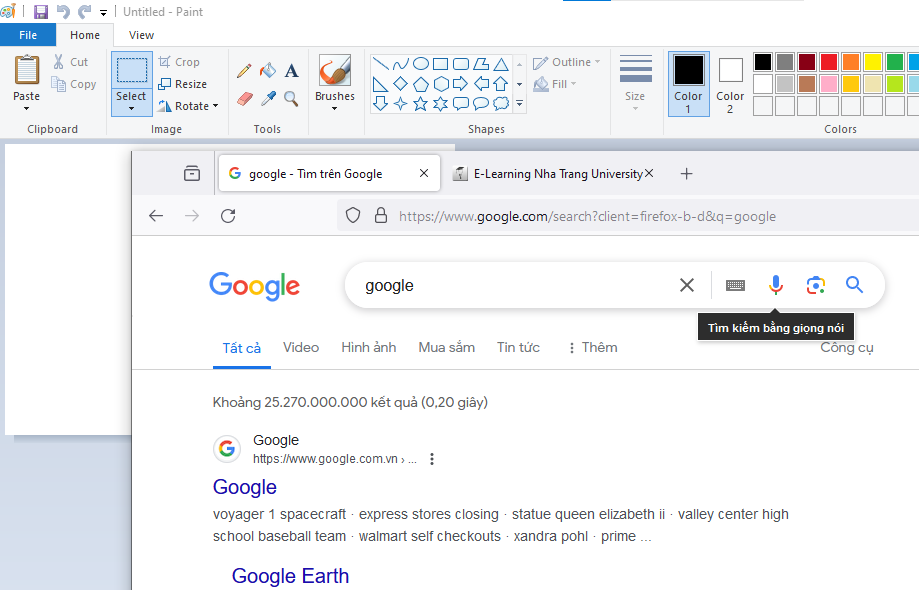 Untitled - Paint
File
Home
View
Paste
Cut
Copy
Clipboard
Select
Crop
Resize
Rotate
Image
A
Tools
Brushes
Shapes
Outline
Fill
Size
Color 1
Color 2
Colors
google - Tìm trên Google
E-Learning Nha Trang University
https://www.google.com/search?client=firefox-b-d&q=google
Google
google
Tìm kiếm bằng giọng nói
Tất cả
Video
Hình ảnh
Mua sắm
Tin tức
Thêm
Công cụ
Khoảng 25.270.000.000 kết quả (0,20 giây)
Google
https://www.google.com.vn › ...
Google
voyager 1 spacecraft · express stores closing · statue queen elizabeth ii · valley center high
school baseball team · walmart self checkouts · xandra pohl · prime ...
Google Earth